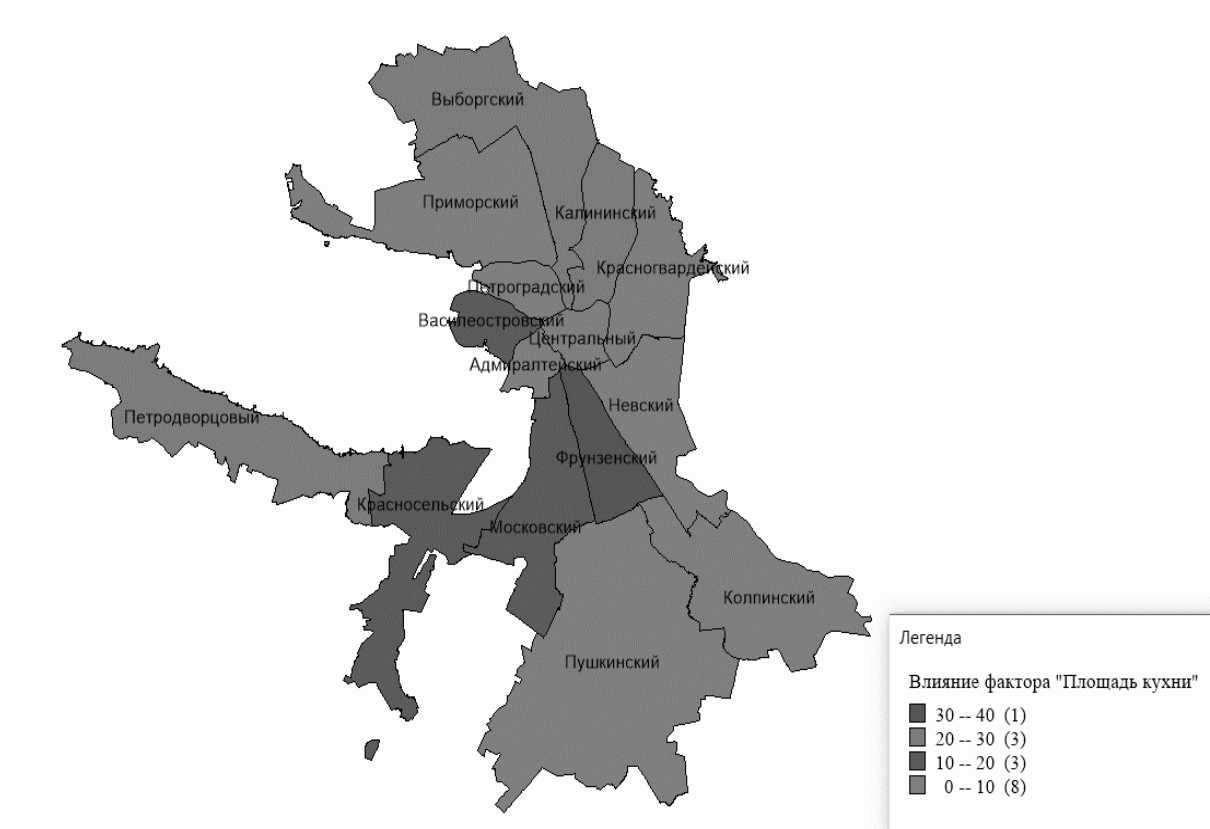 Выборгский
Приморский
Калининский
Красногвардейский
Петроградский
Василеостровский
Центральный
Адмиралтейский
Невский
Петродворцовый
Фрунзенский
Красносельский
Московский
Колпинский
Пушкинский
Легенда
Влияние фактора "Площадь кухни"
30 -- 40 (1)
20 -- 30 (3)
10 -- 20 (3)
0 -- 10 (8)